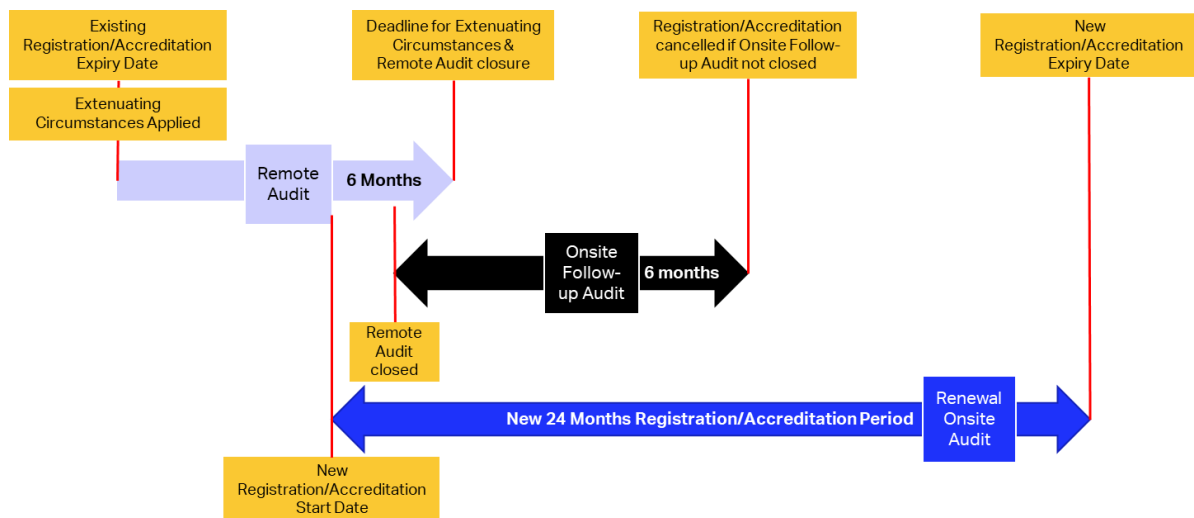 Existing
Registration/Accreditation
Expiry Date
Extenuating
Circumstances Applied
Deadline for Extenuating
Circumstances &
Remote Audit closure
Registration/Accreditation
cancelled if Onsite Follow-
up Audit not closed
New
Registration/Accreditation
Expiry Date
Remote
Audit
6 Months
Onsite
Follow-
up Audit
6 months
Remote
Audit
closed
New 24 Months Registration/Accreditation Period
Renewal
Onsite
Audit
New
Registration/Accreditation
Start Date